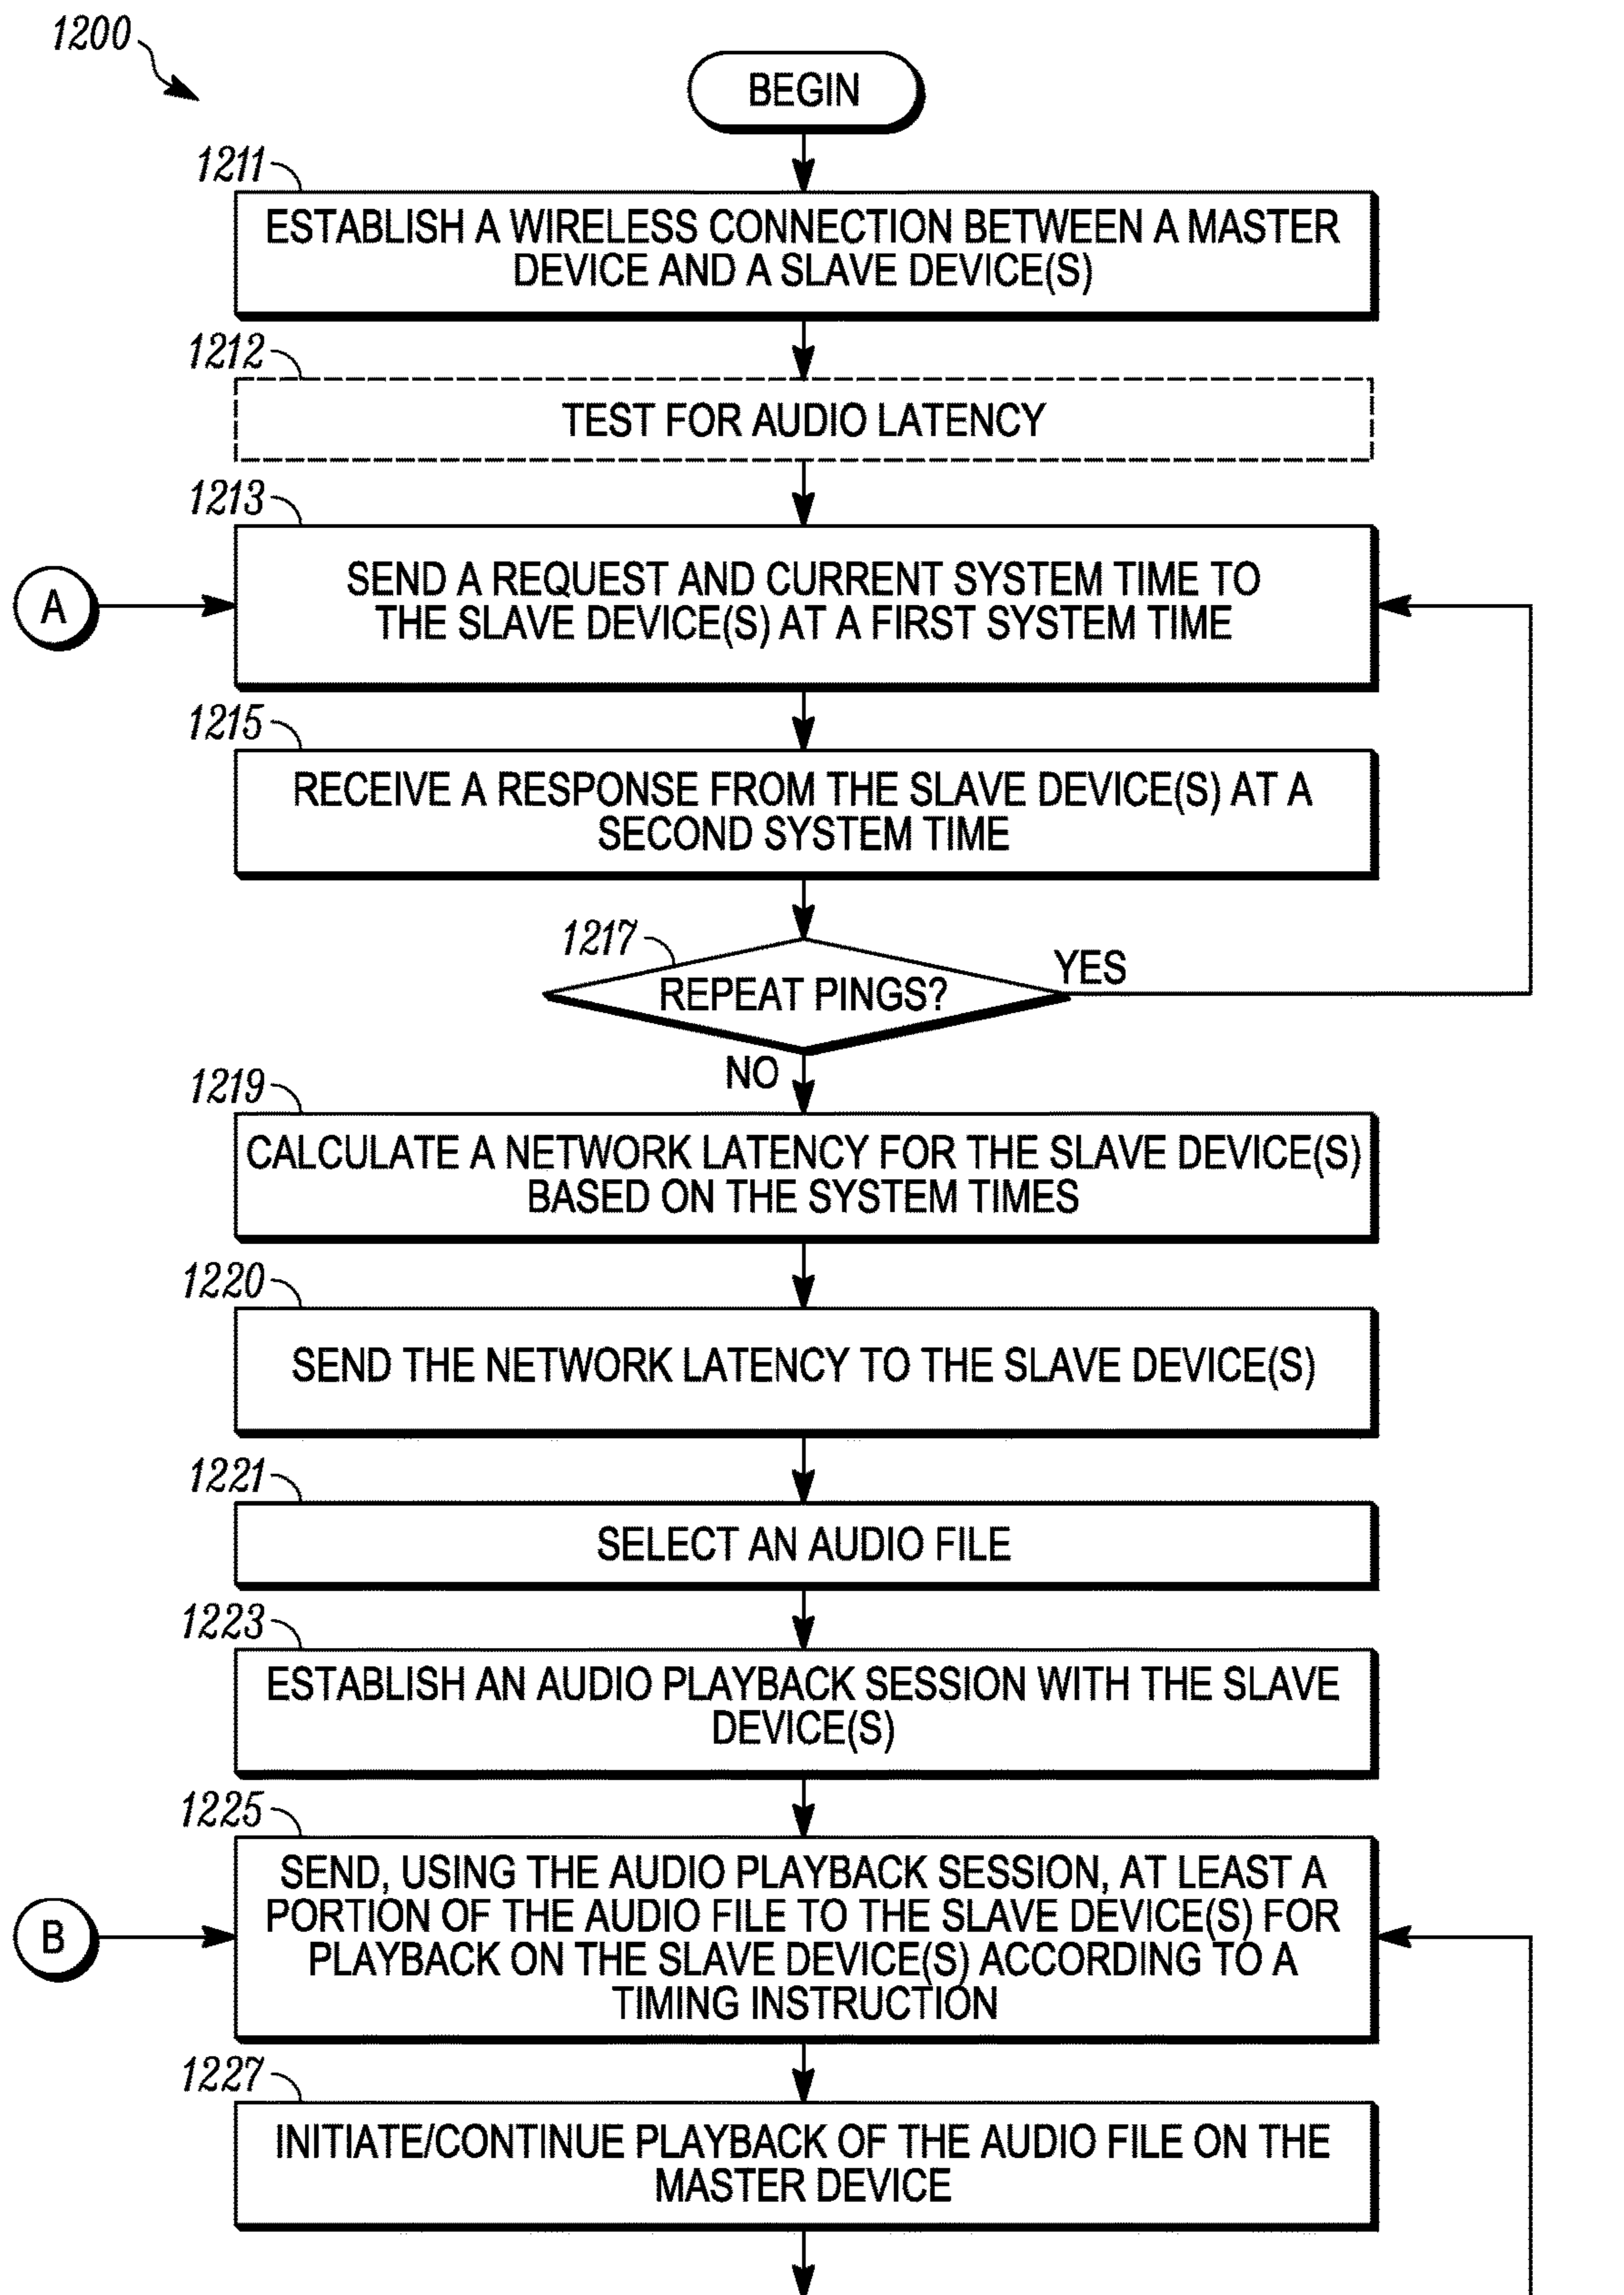 1200
BEGIN
1211
ESTABLISH A WIRELESS CONNECTION BETWEEN A MASTER
DEVICE AND A SLAVE DEVICE(S)
1212
TEST FOR AUDIO LATENCY
1213
A
SEND A REQUEST AND CURRENT SYSTEM TIME TO
THE SLAVE DEVICE(S) AT A FIRST SYSTEM TIME
1215
RECEIVE A RESPONSE FROM THE SLAVE DEVICE(S) AT A
SECOND SYSTEM TIME
1217
REPEAT PINGS?
YES
NO
1219
CALCULATE A NETWORK LATENCY FOR THE SLAVE DEVICE(S)
BASED ON THE SYSTEM TIMES
1220
SEND THE NETWORK LATENCY TO THE SLAVE DEVICE(S)
1221
SELECT AN AUDIO FILE
1223
ESTABLISH AN AUDIO PLAYBACK SESSION WITH THE SLAVE
DEVICE(S)
1225
B
SEND, USING THE AUDIO PLAYBACK SESSION, AT LEAST A
PORTION OF THE AUDIO FILE TO THE SLAVE DEVICE(S) FOR
PLAYBACK ON THE SLAVE DEVICE(S) ACCORDING TO A
TIMING INSTRUCTION
1227
INITIATE/CONTINUE PLAYBACK OF THE AUDIO FILE ON THE
MASTER DEVICE